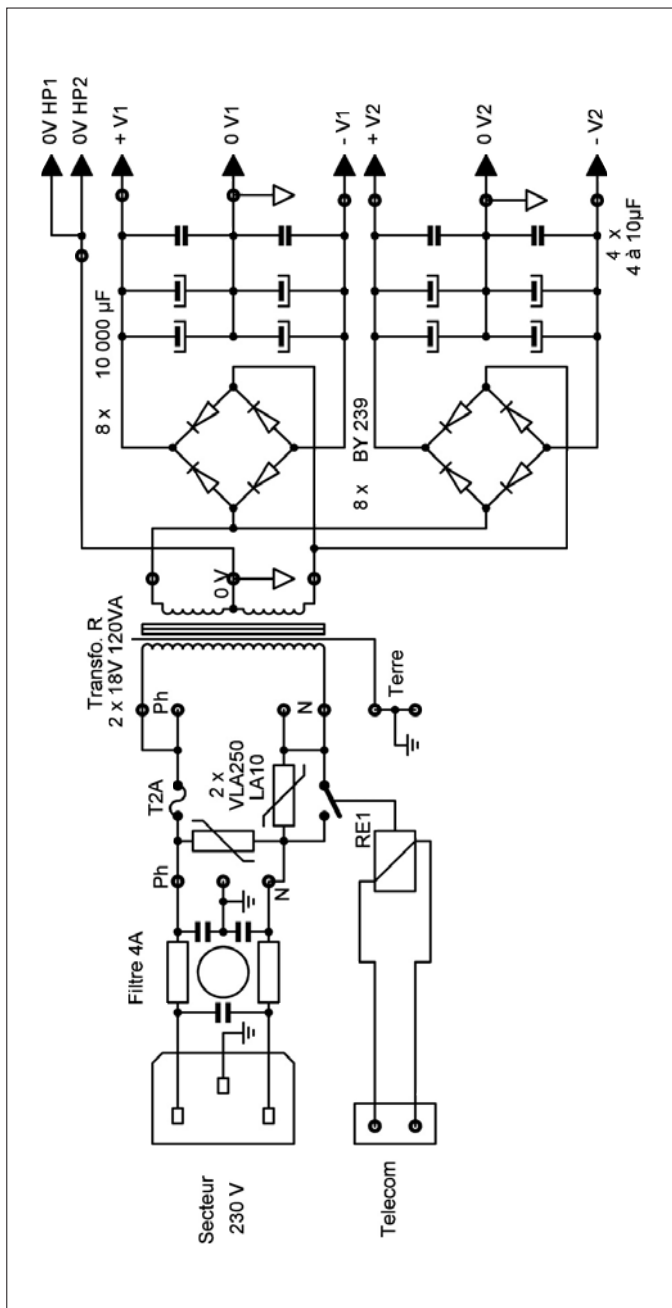 Secteur
230 V
Filtre 4A
Ph
N
T2A
2 x
VLA250
LA10
Ph
N
Transfo. R
2 x 18V 120VA
0 V
Terre
RE1
Telecom
8 x 10 000 µF
8 x BY 239
4 x
4 à 10µF
0V HP1
0V HP2
+ V1
0 V1
- V1
+ V2
0 V2
- V2